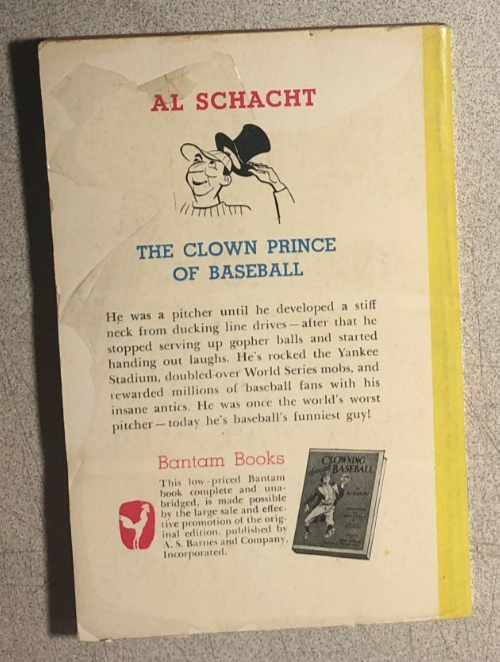 AL SCHACHT
THE CLOWN PRINCE
OF BASEBALL
He was a pitcher until he developed a stiff
neck from ducking line drives—after that he
stopped serving up gopher balls and started
handing out laughs. He's rocked the Yankee
Stadium, doubled-over World Series mobs, and
rewarded millions of baseball fans with his
insane antics. He was once the world's worst
pitcher—today he's baseball's funniest guy!
Bantam Books
This low-priced Bantam
book complete and una-
bridged, is made possible
by the large sale and effec-
tive promotion of the orig-
inal edition, published by
A. S. Barnes and Company,
Incorporated.
CLOWNING
through BASEBALL